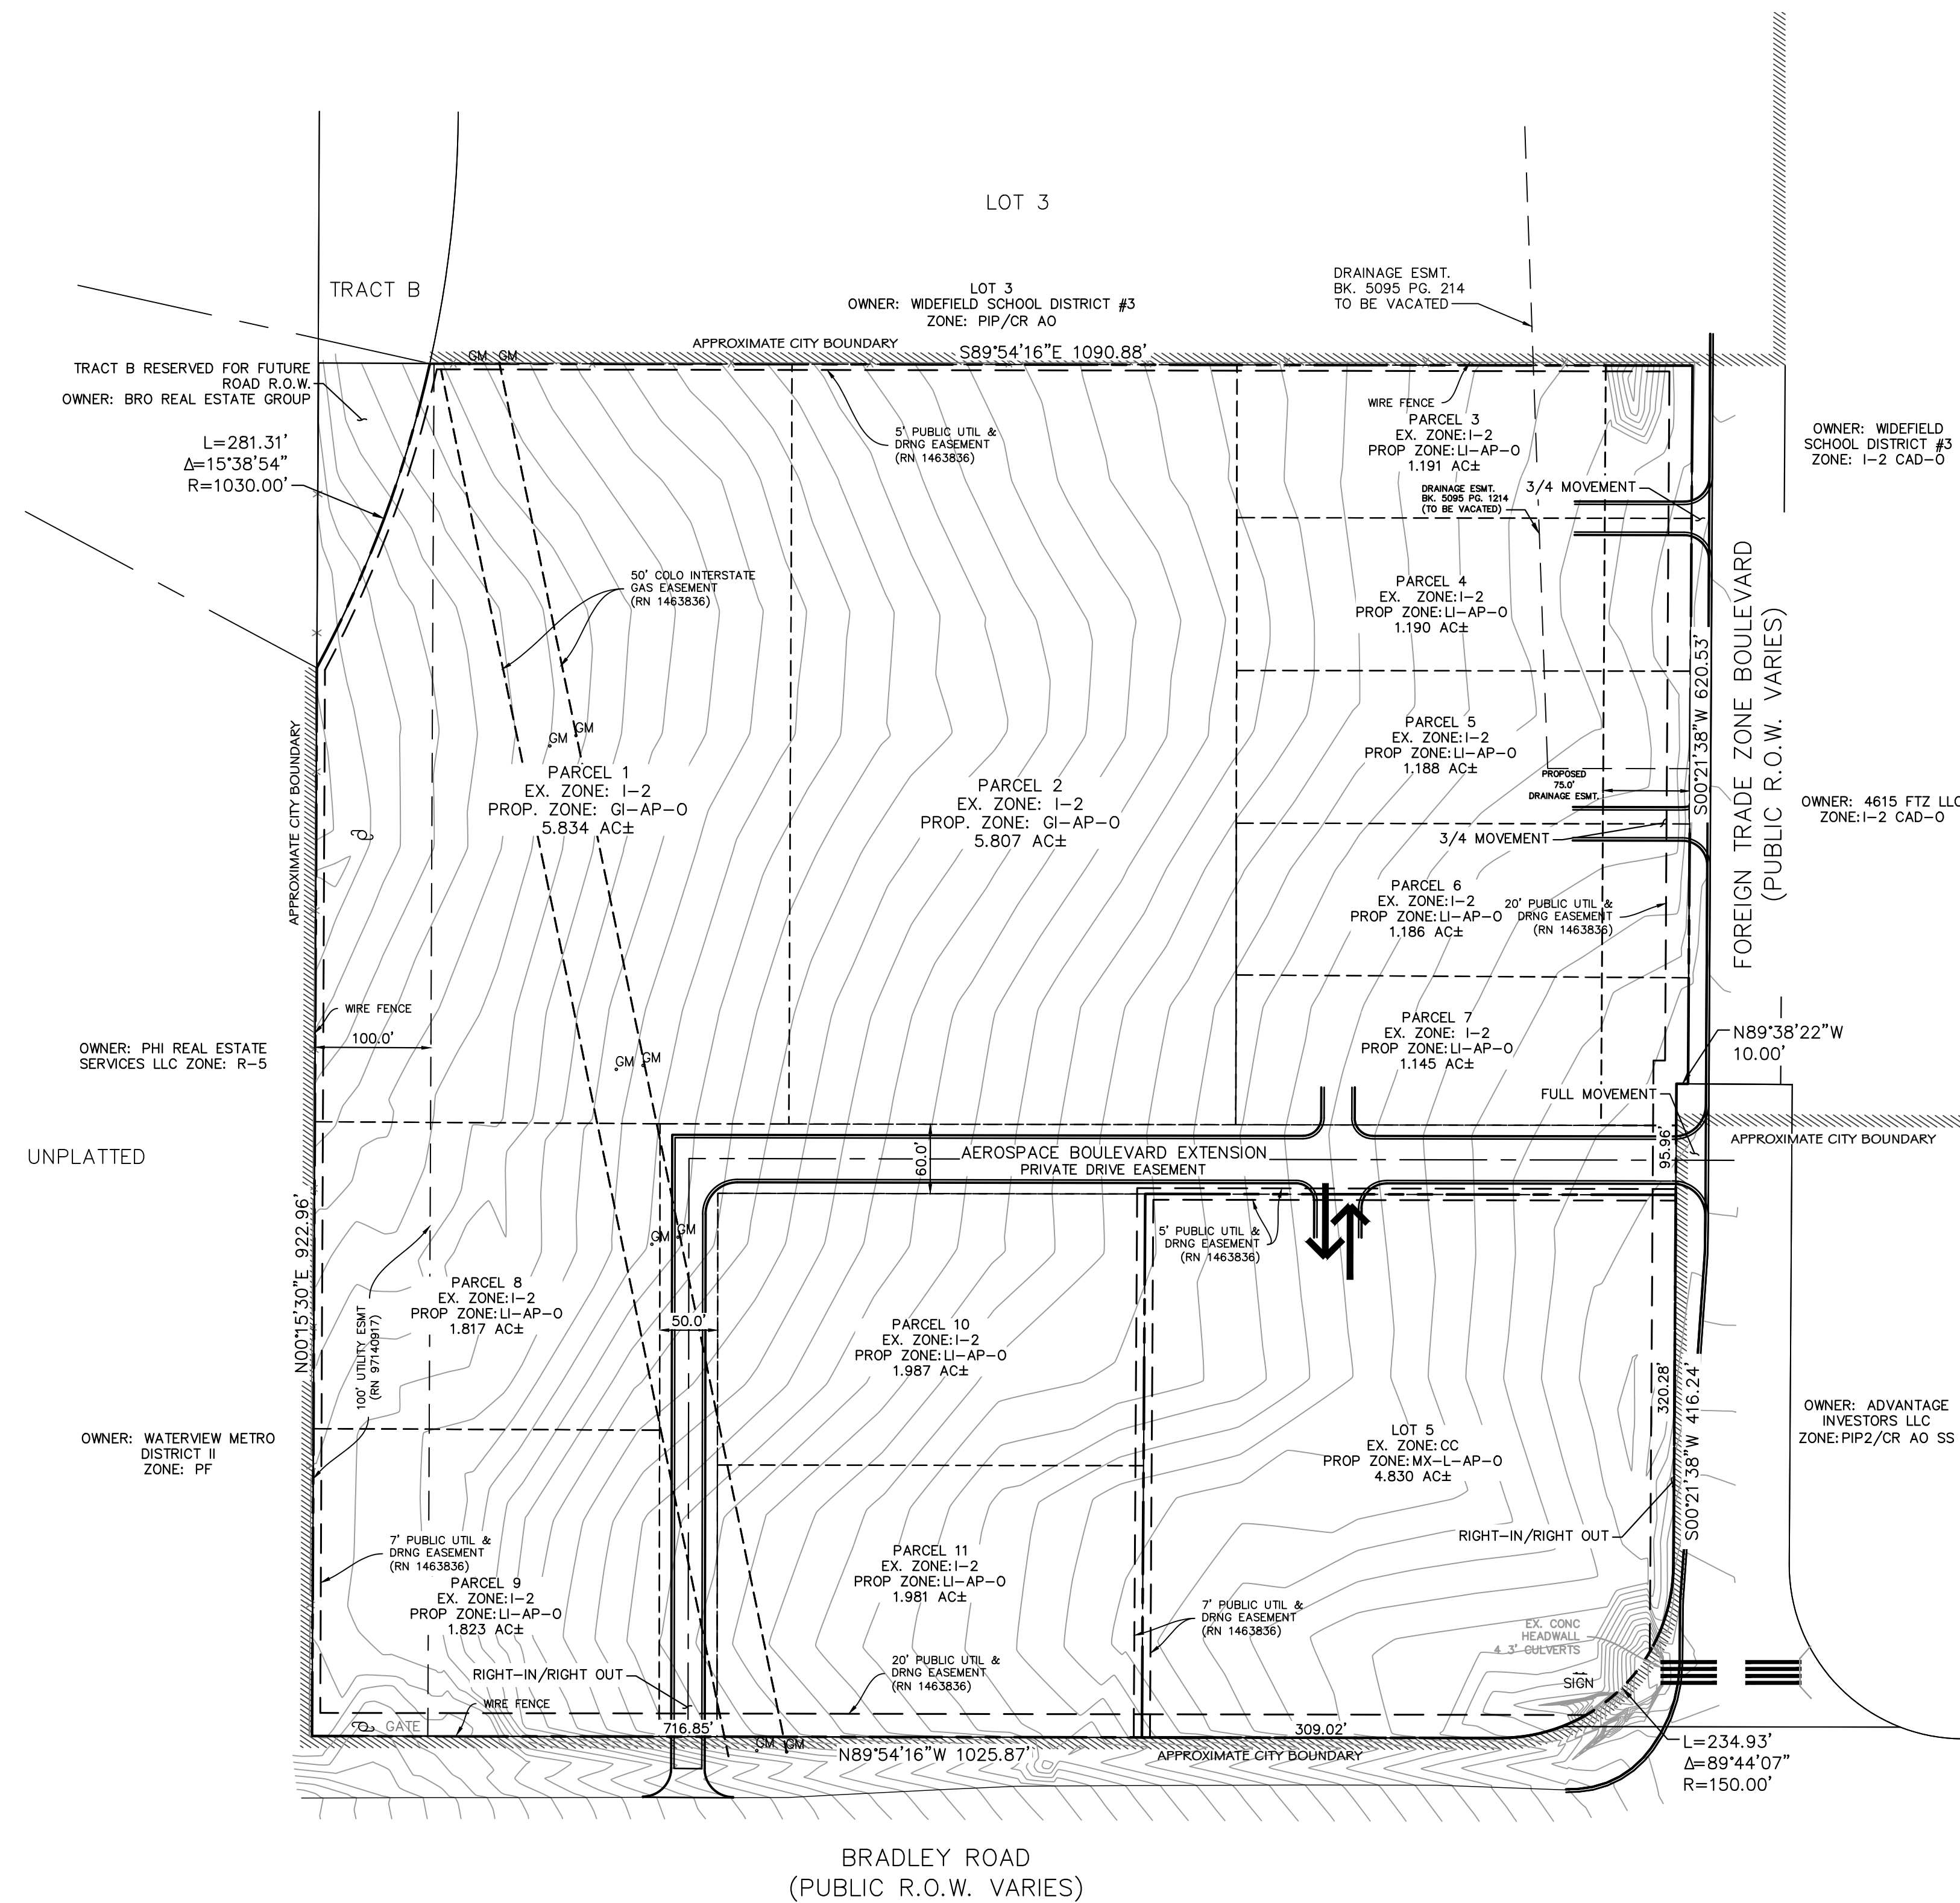 LOT 3
TRACT B
DRAINAGE ESMT.
BK. 5095 PG. 214
TO BE VACATED
LOT 3
OWNER: WIDEFIELD SCHOOL DISTRICT #3
ZONE: PIP/CR AO
APPROXIMATE CITY BOUNDARY
S89°54'16"E 1090.88'
GM GM
TRACT B RESERVED FOR FUTURE
ROAD R.O.W.
OWNER: BRO REAL ESTATE GROUP
L=281.31'
Δ=15°38'54"
R=1030.00'
5' PUBLIC UTIL &
DRNG EASEMENT
(RN 1463836)
WIRE FENCE
PARCEL 3
EX. ZONE:I-2
PROP ZONE:LI-AP-O
1.191 AC±
DRAINAGE ESMT.
BK. 5095 PG. 1214
(TO BE VACATED)
3/4 MOVEMENT
OWNER: WIDEFIELD
SCHOOL DISTRICT #3
ZONE: I-2 CAD-O
50' COLO INTERSTATE
GAS EASEMENT
(RN 1463836)
PARCEL 4
EX. ZONE:I-2
PROP ZONE:LI-AP-O
1.190 AC±
FOREIGN TRADE ZONE BOULEVARD
(PUBLIC R.O.W. VARIES)
S00°21'38"W 620.53'
APPROXIMATE CITY BOUNDARY
GM GM
PARCEL 1
EX. ZONE: I-2
PROP. ZONE: GI-AP-O
5.834 AC±
PARCEL 2
EX. ZONE: I-2
PROP. ZONE: GI-AP-O
5.807 AC±
PARCEL 5
EX. ZONE:I-2
PROP ZONE:LI-AP-O
1.188 AC±
PROPOSED
75.0'
DRAINAGE ESMT.
OWNER: 4615 FTZ LLC
ZONE:I-2 CAD-O
3/4 MOVEMENT
PARCEL 6
EX. ZONE:I-2
PROP ZONE:LI-AP-O
1.186 AC±
20' PUBLIC UTIL &
DRNG EASEMENT
(RN 1463836)
WIRE FENCE
100.0'
OWNER: PHI REAL ESTATE
SERVICES LLC ZONE: R-5
GM GM
PARCEL 7
EX. ZONE: I-2
PROP ZONE:LI-AP-O
1.145 AC±
N89°38'22"W
10.00'
FULL MOVEMENT
APPROXIMATE CITY BOUNDARY
UNPLATTED
60.0'
AEROSPACE BOULEVARD EXTENSION
PRIVATE DRIVE EASEMENT
95.96'
N00°15'30"E 922.96'
GM GM
5' PUBLIC UTIL &
DRNG EASEMENT
(RN 1463836)
PARCEL 8
EX. ZONE:I-2
PROP ZONE:LI-AP-O
1.817 AC±
100' UTILITY ESMT
(RN 97140917)
50.0'
PARCEL 10
EX. ZONE:I-2
PROP ZONE:LI-AP-O
1.987 AC±
320.28'
S00°21'38"W 416.24'
LOT 5
EX. ZONE:CC
PROP ZONE:MX-L-AP-O
4.830 AC±
OWNER: ADVANTAGE
INVESTORS LLC
ZONE:PIP2/CR AO SS
OWNER: WATERVIEW METRO
DISTRICT II
ZONE: PF
RIGHT-IN/RIGHT OUT
7' PUBLIC UTIL &
DRNG EASEMENT
(RN 1463836)
PARCEL 9
EX. ZONE:I-2
PROP ZONE:LI-AP-O
1.823 AC±
PARCEL 11
EX. ZONE:I-2
PROP ZONE:LI-AP-O
1.981 AC±
7' PUBLIC UTIL &
DRNG EASEMENT
(RN 1463836)
EX. CONC
HEADWALL
4 3' CULVERTS
SIGN
RIGHT-IN/RIGHT OUT
20' PUBLIC UTIL &
DRNG EASEMENT
(RN 1463836)
WIRE FENCE
GATE
716.85'
309.02'
GM GM
N89°54'16"W 1025.87'
APPROXIMATE CITY BOUNDARY
L=234.93'
Δ=89°44'07"
R=150.00'
BRADLEY ROAD
(PUBLIC R.O.W. VARIES)